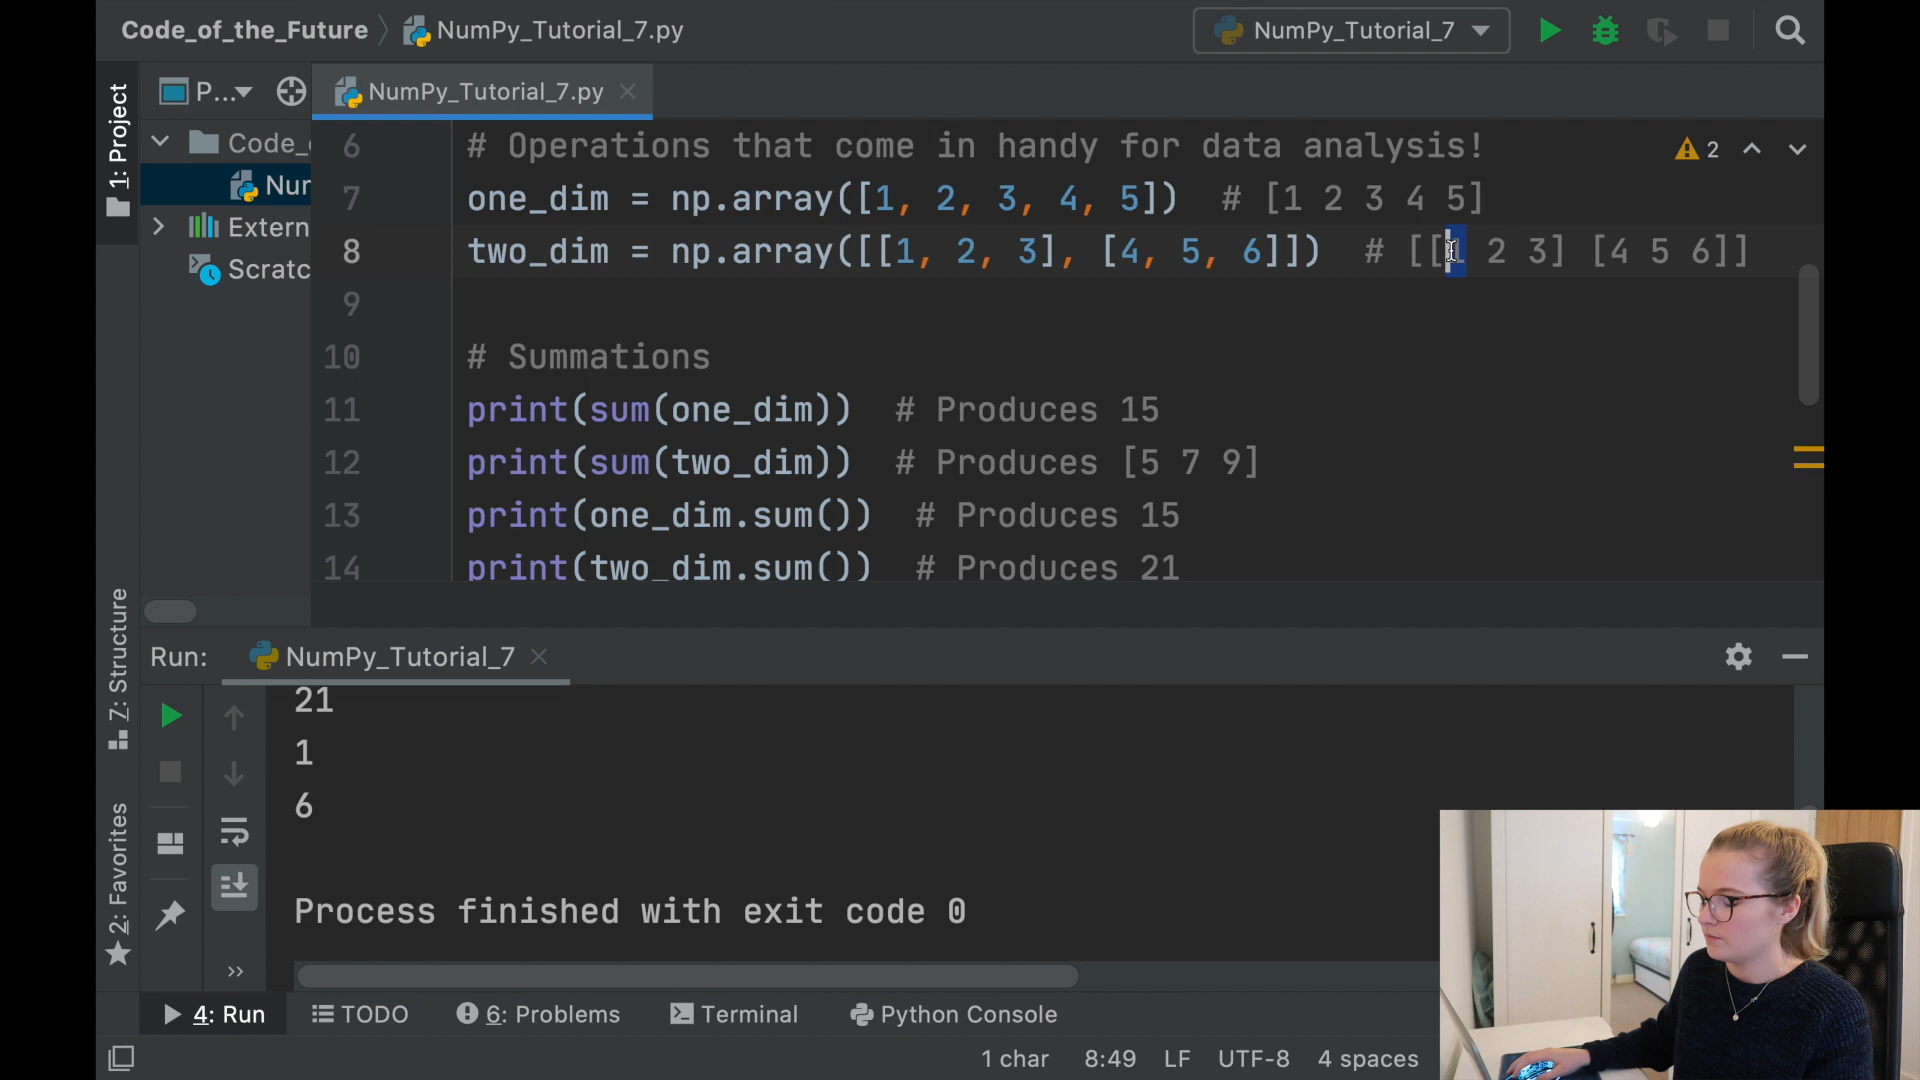 Code_of_the_Future
NumPy_Tutorial_7.py
NumPy_Tutorial_7
1: Project
P...
NumPy_Tutorial_7.py
Code_
Nur
Extern
Scratc
6 # Operations that come in handy for data analysis!
2
7 one_dim = np.array([1, 2, 3, 4, 5]) # [1 2 3 4 5]
8 two_dim = np.array([[1, 2, 3], [4, 5, 6]]) # [[1 2 3] [4 5 6]]
9
10 # Summations
11 print(sum(one_dim)) # Produces 15
12 print(sum(two_dim)) # Produces [5 7 9]
13 print(one_dim.sum()) # Produces 15
14 print(two_dim.sum()) # Produces 21
7: Structure
2: Favorites
Run: NumPy_Tutorial_7
21
1
6
Process finished with exit code 0
4: Run
TODO
6: Problems
Terminal
Python Console
1 char 8:49 LF UTF-8 4 spaces